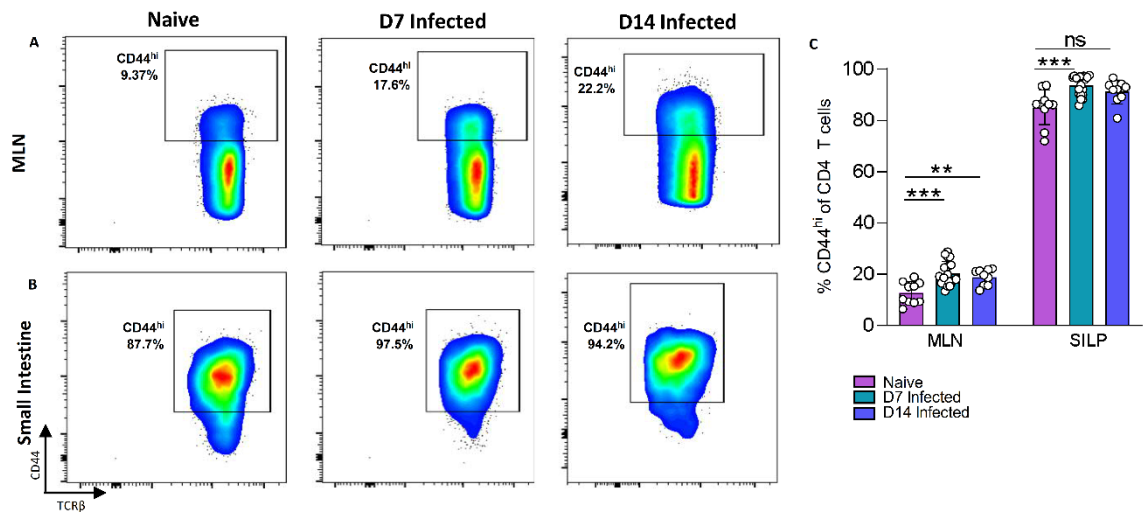 Naive
D7 Infected
D14 Infected
A
MLN
CD44hi
9.37%
CD44hi
17.6%
CD44hi
22.2%
B
Small Intestine
CD44hi
87.7%
CD44hi
97.5%
CD44hi
94.2%
CD44
TCRβ
C
% CD44hi of CD4 T cells
100
80
60
40
20
0
ns
***
**
***
MLN
SILP
Naive
D7 Infected
D14 Infected